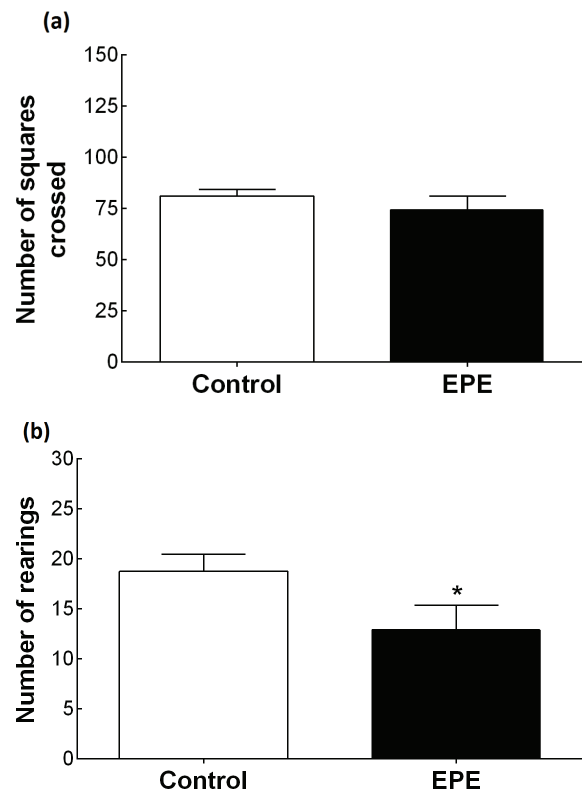 (a)
Number of squares
crossed
150
125
100
75
50
25
0
Control EPE
(b)
Number of rearings
30
25
20
15
10
5
0
*
Control EPE